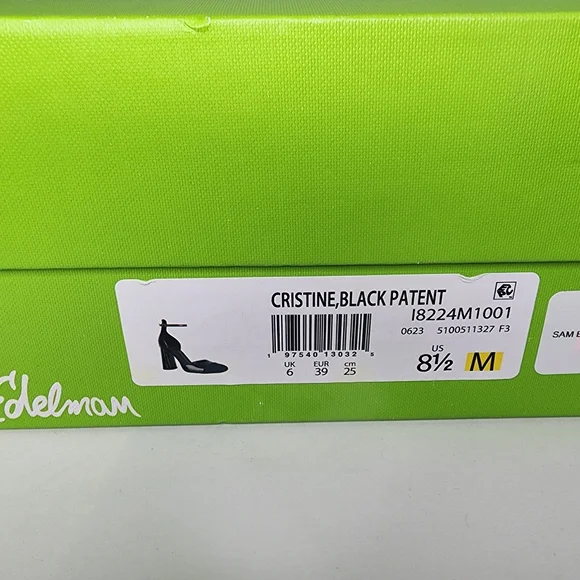 CRISTINE,BLACK PATENT
I8224M1001
0623 5100511327 F3
1 97540 13032 5
UK EUR cm US
6 39 25 8½ M
Edelman
SAM